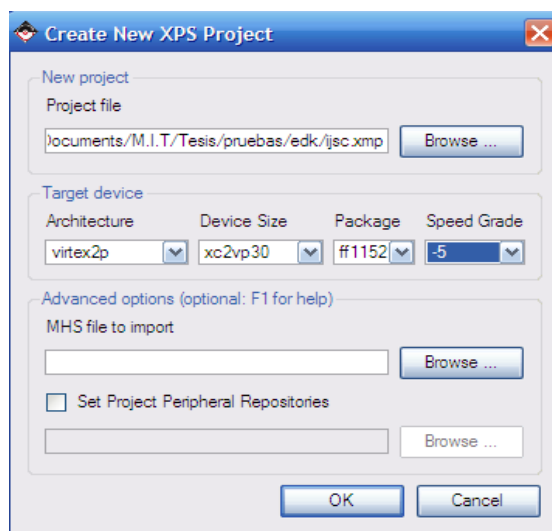 Create New XPS Project
New project
Project file
)ocuments/M.I.T/Tesis/pruebas/edk/ijsc.xmp Browse ...
Target device
Architecture Device Size Package Speed Grade
virtex2p xc2vp30 ff1152 -5
Advanced options (optional: F1 for help)
MHS file to import
Browse ...
Set Project Peripheral Repositories
Browse ...
OK Cancel